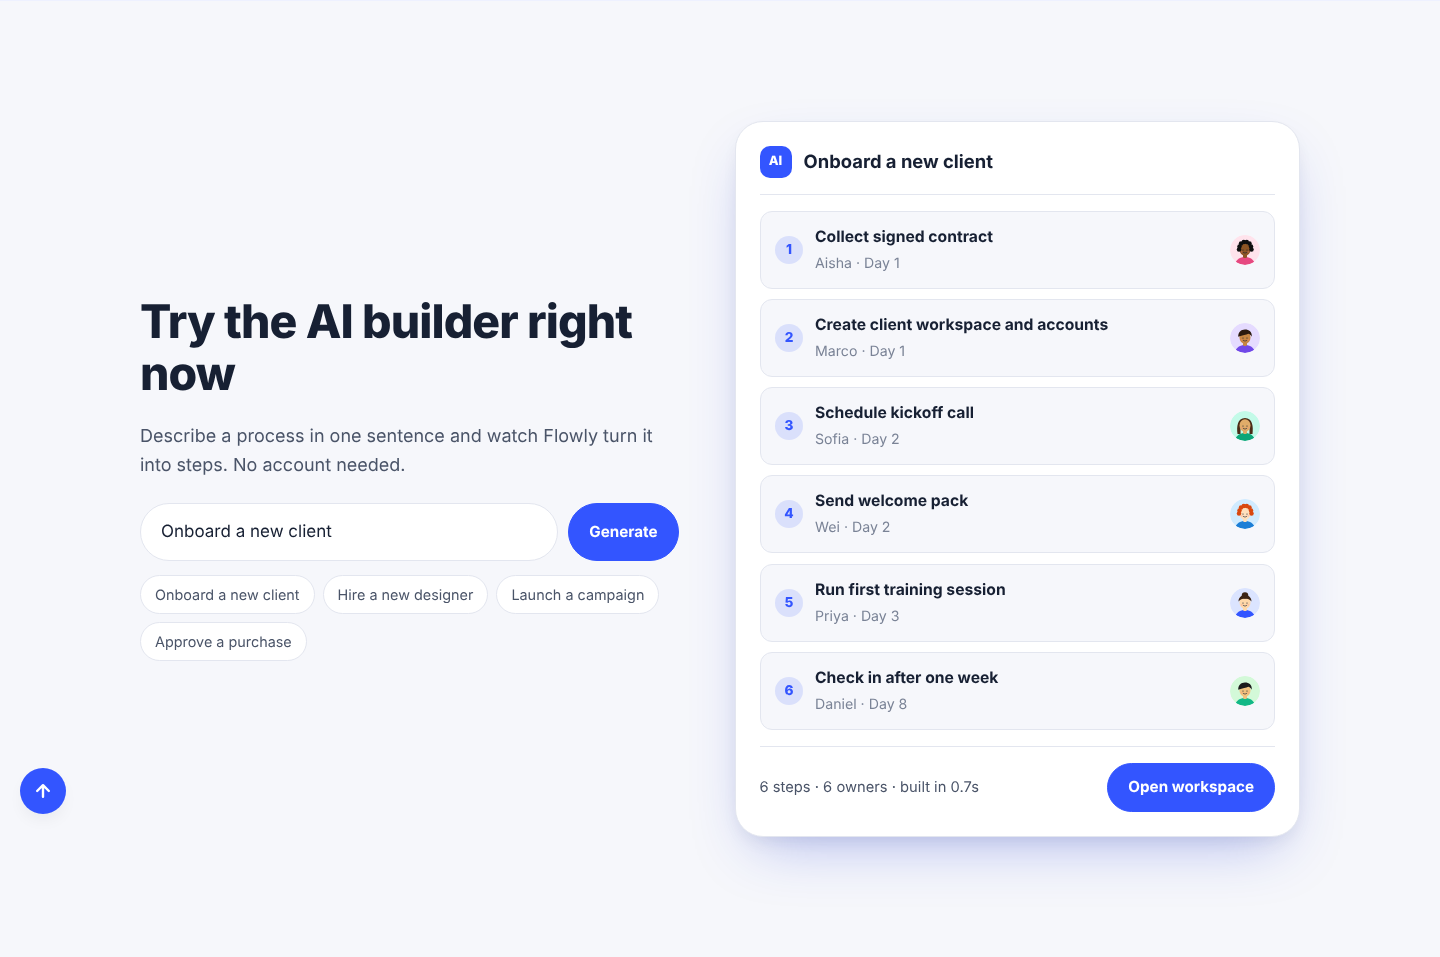 Try the AI builder right
now
Describe a process in one sentence and watch Flowly turn it
into steps. No account needed.
Onboard a new client
Generate
Onboard a new client
Hire a new designer
Launch a campaign
Approve a purchase
AI
Onboard a new client
1
Collect signed contract
Aisha · Day 1
2
Create client workspace and accounts
Marco · Day 1
3
Schedule kickoff call
Sofia · Day 2
4
Send welcome pack
Wei · Day 2
5
Run first training session
Priya · Day 3
6
Check in after one week
Daniel · Day 8
6 steps · 6 owners · built in 0.7s
Open workspace